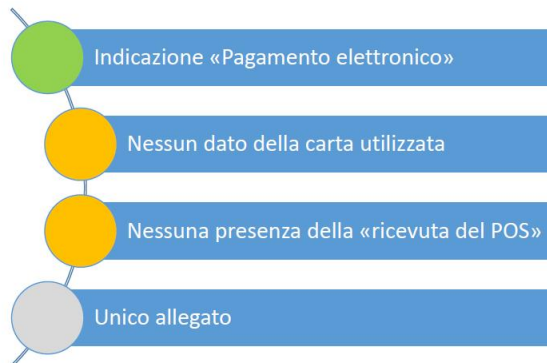 Indicazione «Pagamento elettronico»
Nessun dato della carta utilizzata
Nessuna presenza della «ricevuta del POS»
Unico allegato